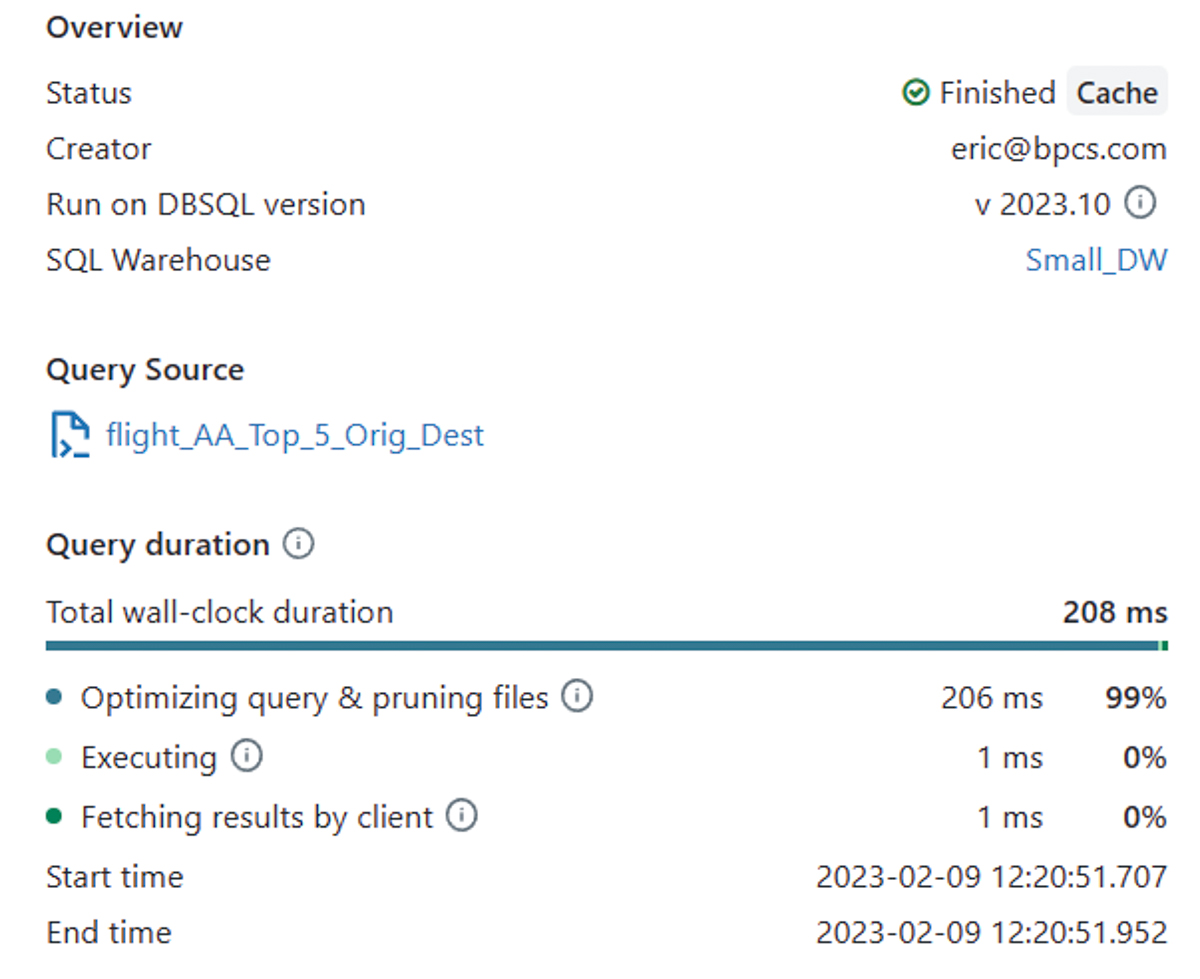 Overview
Status Finished Cache
Creator eric@bpcs.com
Run on DBSQL version v 2023.10
SQL Warehouse Small_DW
Query Source
flight_AA_Top_5_Orig_Dest
Query duration
Total wall-clock duration 208 ms
Optimizing query & pruning files 206 ms 99%
Executing 1 ms 0%
Fetching results by client 1 ms 0%
Start time 2023-02-09 12:20:51.707
End time 2023-02-09 12:20:51.952